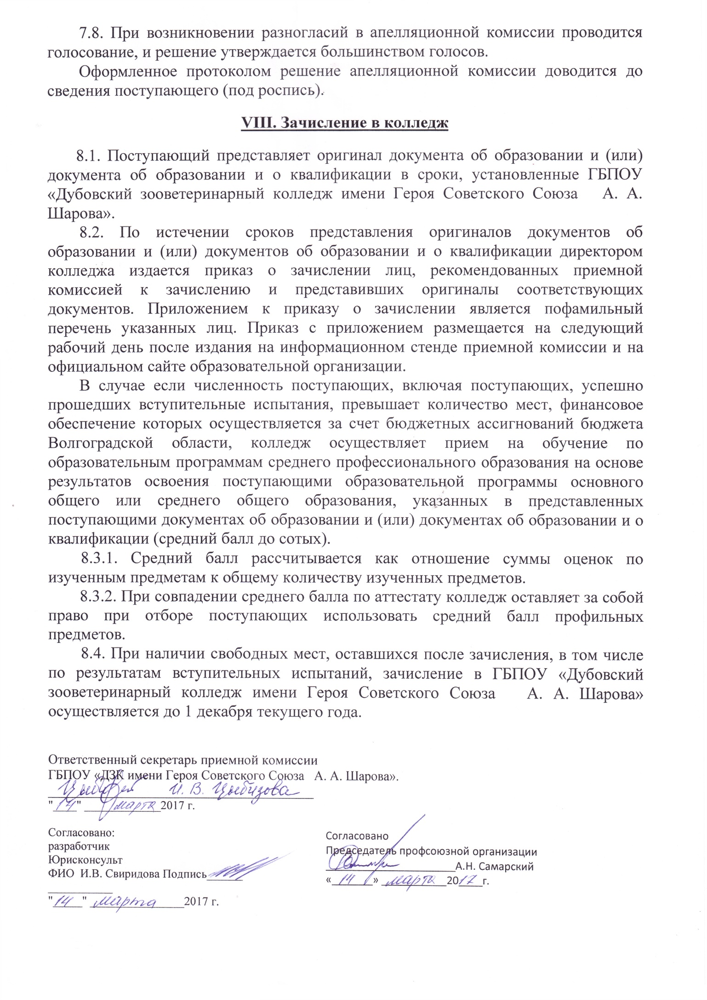 7.8. При возникновении разногласий в апелляционной комиссии проводится
голосование, и решение утверждается большинством голосов.
Оформленное протоколом решение апелляционной комиссии доводится до
сведения поступающего (под роспись).
VIII. Зачисление в колледж
8.1. Поступающий представляет оригинал документа об образовании и (или)
документа об образовании и о квалификации в сроки, установленные ГБПОУ
«Дубовский зооветеринарный колледж имени Героя Советского Союза А. А.
Шарова».
8.2. По истечении сроков представления оригиналов документов об
образовании и (или) документов об образовании и о квалификации директором
колледжа издается приказ о зачислении лиц, рекомендованных приемной
комиссией к зачислению и представивших оригиналы соответствующих
документов. Приложением к приказу о зачислении является пофамильный
перечень указанных лиц. Приказ с приложением размещается на следующий
рабочий день после издания на информационном стенде приемной комиссии и на
официальном сайте образовательной организации.
В случае если численность поступающих, включая поступающих, успешно
прошедших вступительные испытания, превышает количество мест, финансовое
обеспечение которых осуществляется за счет бюджетных ассигнований бюджета
Волгоградской области, колледж осуществляет прием на обучение по
образовательным программам среднего профессионального образования на основе
результатов освоения поступающими образовательной программы основного
общего или среднего общего образования, указанных в представленных
поступающими документах об образовании и (или) документах об образовании и о
квалификации (средний балл до сотых).
8.3.1. Средний балл рассчитывается как отношение суммы оценок по
изученным предметам к общему количеству изученных предметов.
8.3.2. При совпадении среднего балла по аттестату колледж оставляет за собой
право при отборе поступающих использовать средний балл профильных
предметов.
8.4. При наличии свободных мест, оставшихся после зачисления, в том числе
по результатам вступительных испытаний, зачисление в ГБПОУ «Дубовский
зооветеринарный колледж имени Героя Советского Союза А. А. Шарова»
осуществляется до 1 декабря текущего года.
Ответственный секретарь приемной комиссии
ГБПОУ «ДЗК имени Героя Советского Союза А. А. Шарова».
И. В. Цыбизова
"14" марта 2017 г.
Согласовано:
разработчик
Юрисконсульт
ФИО И.В. Свиридова Подпись
"14" марта 2017 г.
Согласовано
Председатель профсоюзной организации
А.Н. Самарский
«14» марта 2017 г.